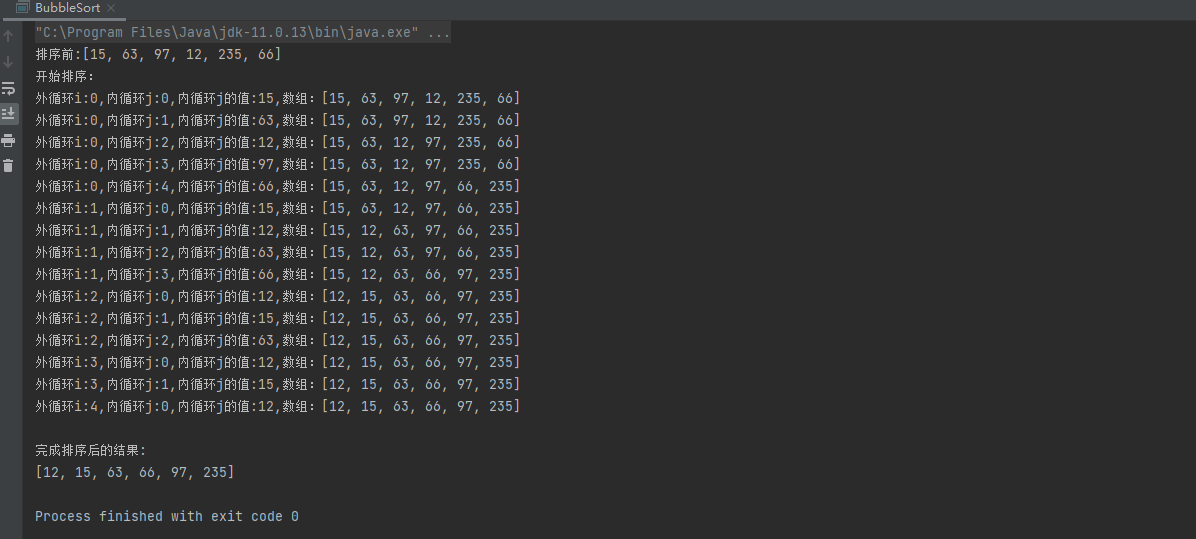 BubbleSort
"C:\Program Files\Java\jdk-11.0.13\bin\java.exe" ...
排序前:[15, 63, 97, 12, 235, 66]
开始排序：
外循环i:0,内循环j:0,内循环j的值:15,数组：[15, 63, 97, 12, 235, 66]
外循环i:0,内循环j:1,内循环j的值:63,数组：[15, 63, 97, 12, 235, 66]
外循环i:0,内循环j:2,内循环j的值:12,数组：[15, 63, 12, 97, 235, 66]
外循环i:0,内循环j:3,内循环j的值:97,数组：[15, 63, 12, 97, 235, 66]
外循环i:0,内循环j:4,内循环j的值:66,数组：[15, 63, 12, 97, 66, 235]
外循环i:1,内循环j:0,内循环j的值:15,数组：[15, 63, 12, 97, 66, 235]
外循环i:1,内循环j:1,内循环j的值:12,数组：[15, 12, 63, 97, 66, 235]
外循环i:1,内循环j:2,内循环j的值:63,数组：[15, 12, 63, 97, 66, 235]
外循环i:1,内循环j:3,内循环j的值:66,数组：[15, 12, 63, 66, 97, 235]
外循环i:2,内循环j:0,内循环j的值:12,数组：[12, 15, 63, 66, 97, 235]
外循环i:2,内循环j:1,内循环j的值:15,数组：[12, 15, 63, 66, 97, 235]
外循环i:2,内循环j:2,内循环j的值:63,数组：[12, 15, 63, 66, 97, 235]
外循环i:3,内循环j:0,内循环j的值:12,数组：[12, 15, 63, 66, 97, 235]
外循环i:3,内循环j:1,内循环j的值:15,数组：[12, 15, 63, 66, 97, 235]
外循环i:4,内循环j:0,内循环j的值:12,数组：[12, 15, 63, 66, 97, 235]
完成排序后的结果:
[12, 15, 63, 66, 97, 235]
Process finished with exit code 0